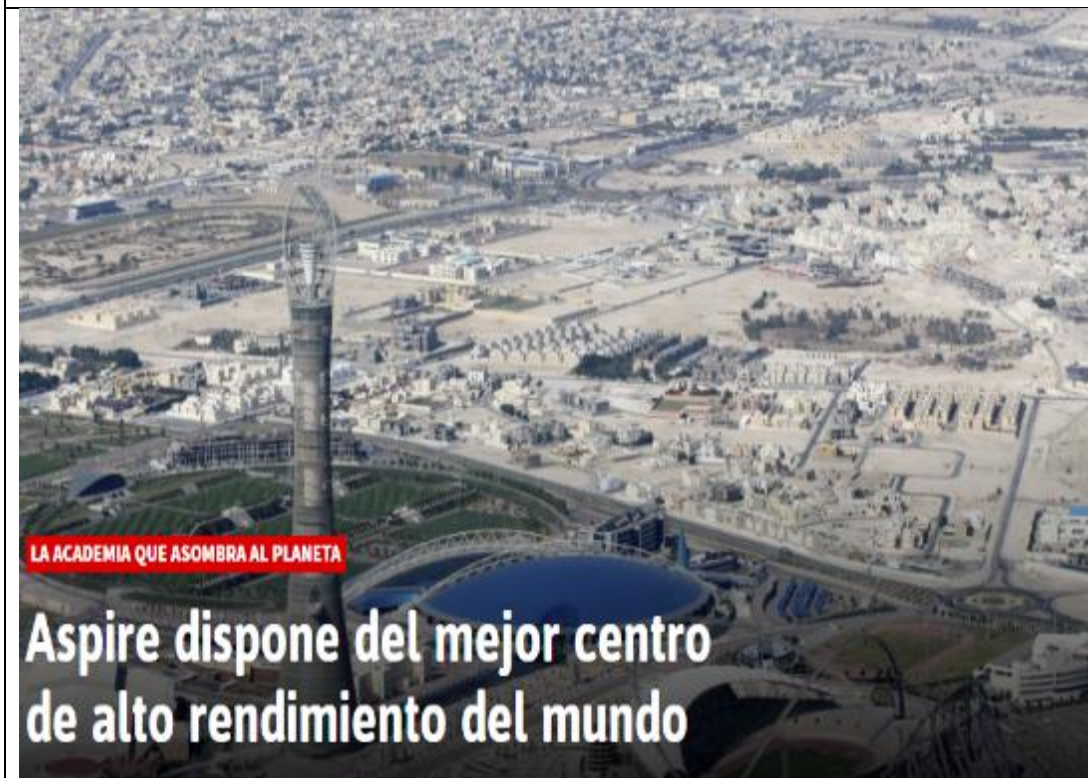 LA ACADEMIA QUE ASOMBRA AL PLANETA
Aspire dispone del mejor centro
de alto rendimiento del mundo